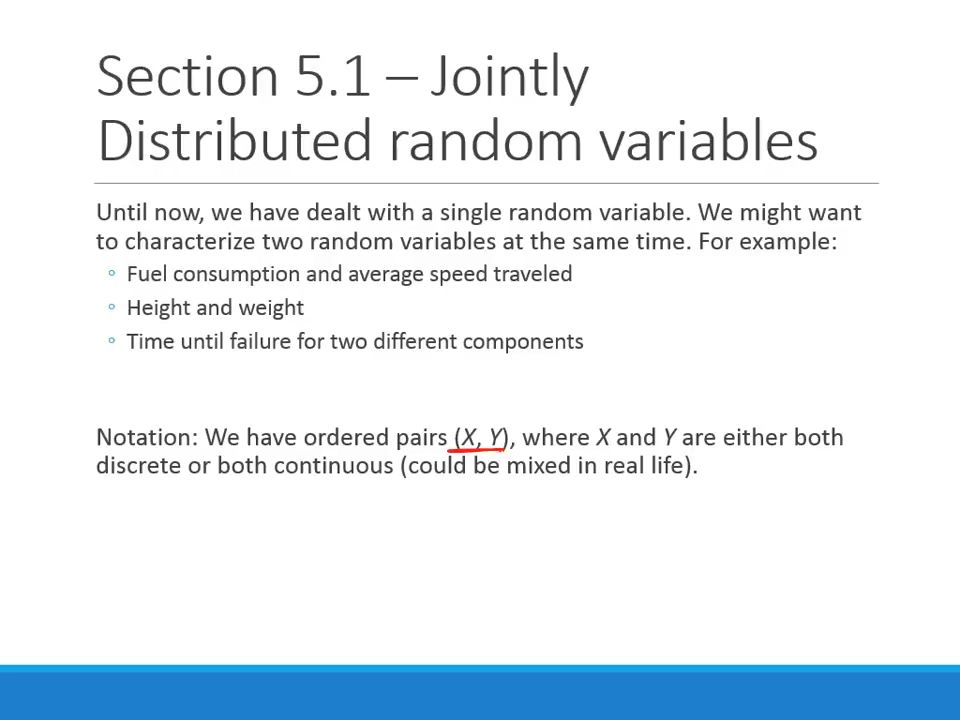 Section 5.1 – Jointly
Distributed random variables
Until now, we have dealt with a single random variable. We might want
to characterize two random variables at the same time. For example:
◦ Fuel consumption and average speed traveled
◦ Height and weight
◦ Time until failure for two different components
Notation: We have ordered pairs (X, Y), where X and Y are either both
discrete or both continuous (could be mixed in real life).